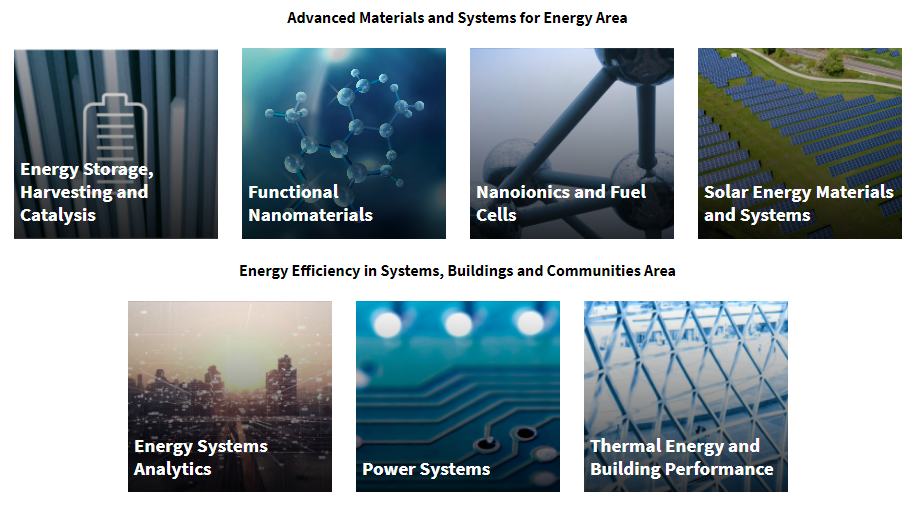 Advanced Materials and Systems for Energy Area
Energy Storage,
Harvesting and
Catalysis
Functional
Nanomaterials
Nanoionics and Fuel
Cells
Solar Energy Materials
and Systems
Energy Efficiency in Systems, Buildings and Communities Area
Energy Systems
Analytics
Power Systems
Thermal Energy and
Building Performance